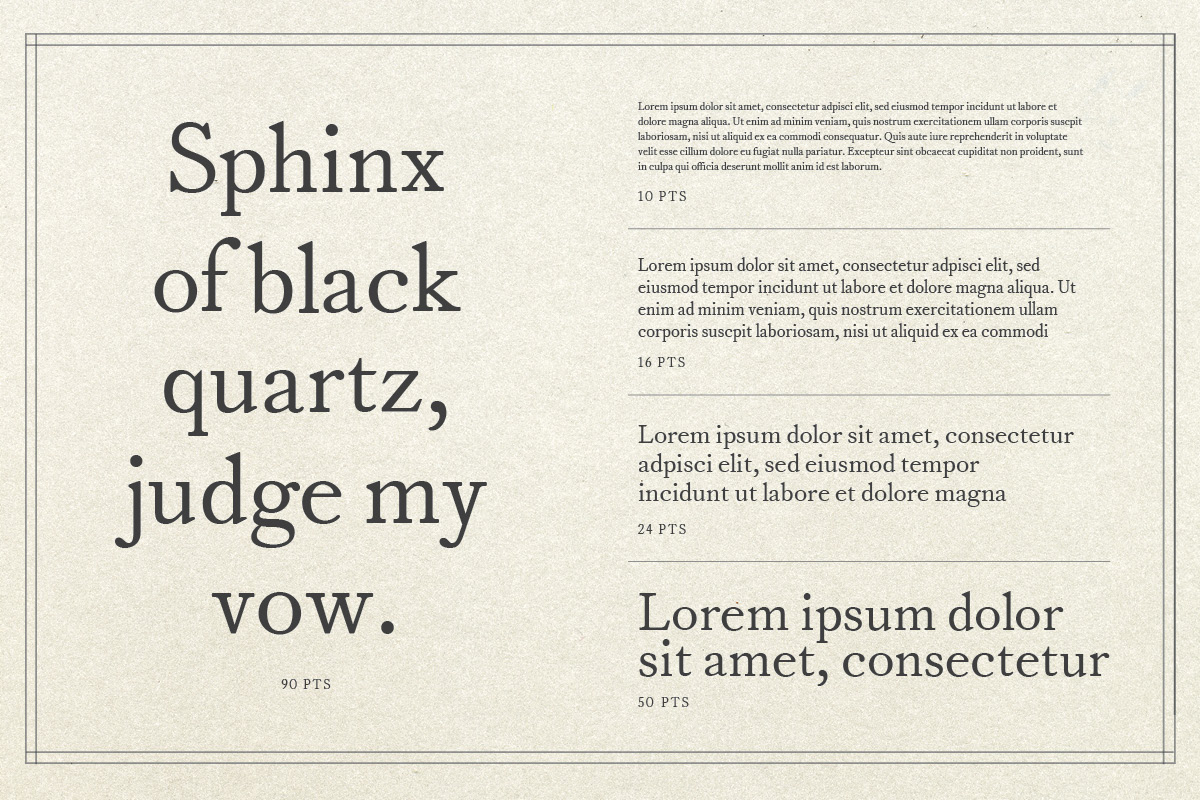 Sphinx
of black
quartz,
judge my
vow.
90 PTS
Lorem ipsum dolor sit amet, consectetur adpisci elit, sed eiusmod tempor incidunt ut labore et
dolore magna aliqua. Ut enim ad minim veniam, quis nostrum exercitationem ullam corporis suscpit
laboriosam, nisi ut aliquid ex ea commodi consequatur. Quis aute iure reprehenderit in voluptate
velit esse cillum dolore eu fugiat nulla pariatur. Excepteur sint obcaecat cupiditat non proident, sunt
in culpa qui officia deserunt mollit anim id est laborum.
10 PTS
Lorem ipsum dolor sit amet, consectetur adpisci elit, sed
eiusmod tempor incidunt ut labore et dolore magna aliqua. Ut
enim ad minim veniam, quis nostrum exercitationem ullam
corporis suscpit laboriosam, nisi ut aliquid ex ea commodi
16 PTS
Lorem ipsum dolor sit amet, consectetur
adpisci elit, sed eiusmod tempor
incidunt ut labore et dolore magna
24 PTS
Lorem ipsum dolor
sit amet, consectetur
50 PTS